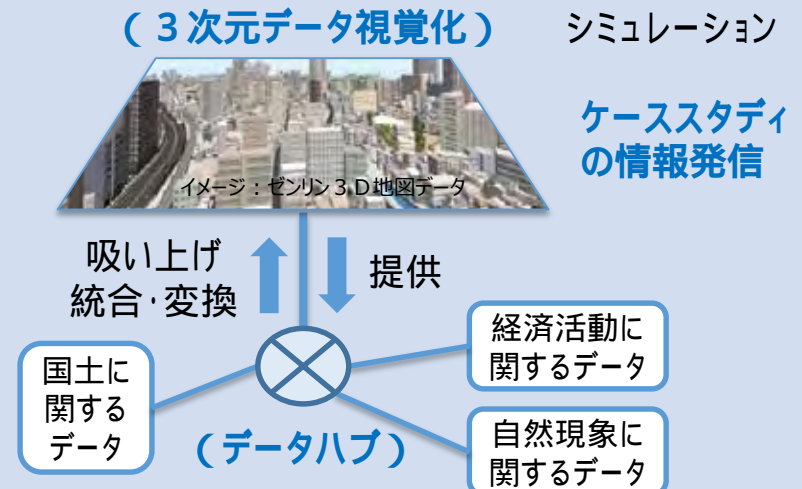 （３次元データ視覚化）
シミュレーション
ケーススタディ
の情報発信
イメージ：ゼンリン３Ｄ地図データ
吸い上げ
統合・変換
提供
経済活動に
関するデータ
国土に
関する
データ
（データハブ）
自然現象に
関するデータ